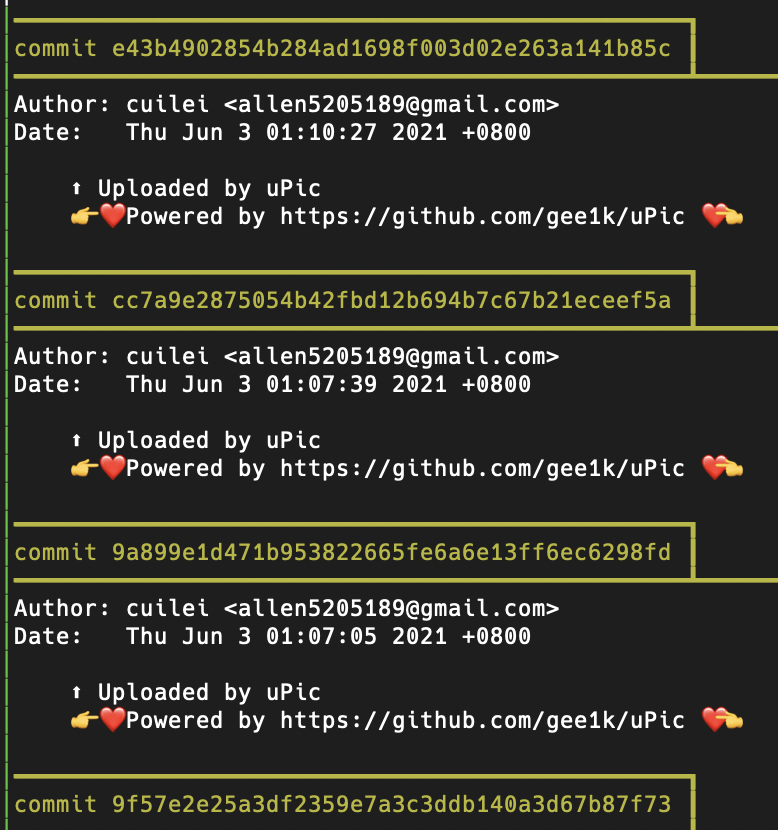 commit e43b4902854b284ad1698f003d02e263a141b85c
Author: cuilei <allen5205189@gmail.com>
Date:   Thu Jun 3 01:10:27 2021 +0800
⬆ Uploaded by uPic
👉❤️Powered by https://github.com/gee1k/uPic ❤️👈
commit cc7a9e2875054b42fbd12b694b7c67b21eceef5a
Author: cuilei <allen5205189@gmail.com>
Date:   Thu Jun 3 01:07:39 2021 +0800
⬆ Uploaded by uPic
👉❤️Powered by https://github.com/gee1k/uPic ❤️👈
commit 9a899e1d471b953822665fe6a6e13ff6ec6298fd
Author: cuilei <allen5205189@gmail.com>
Date:   Thu Jun 3 01:07:05 2021 +0800
⬆ Uploaded by uPic
👉❤️Powered by https://github.com/gee1k/uPic ❤️👈
commit 9f57e2e25a3df2359e7a3c3ddb140a3d67b87f73